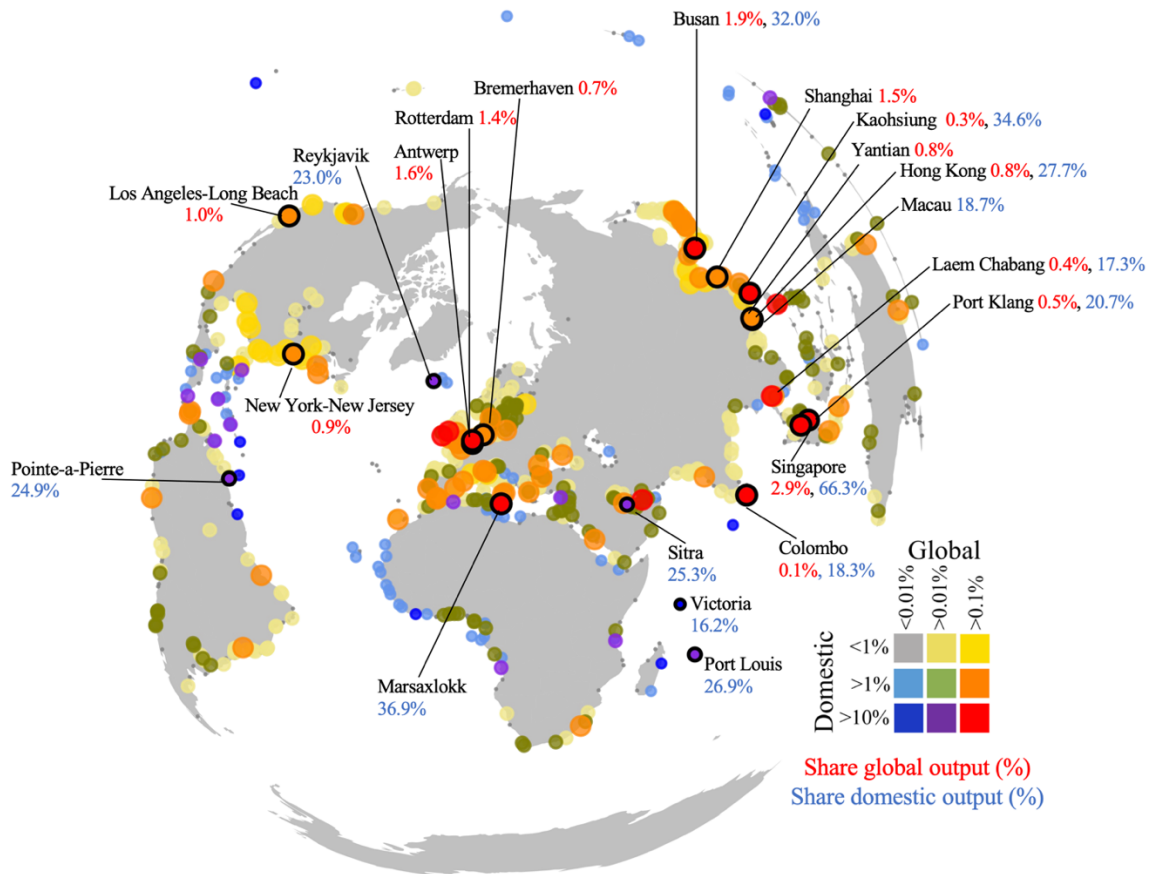 Busan 1.9%, 32.0%
Bremerhaven 0.7%
Shanghai 1.5%
Rotterdam 1.4%
Kaohsiung 0.3%, 34.6%
Reykjavik
23.0%
Antwerp
1.6%
Yantian 0.8%
Hong Kong 0.8%, 27.7%
Los Angeles-Long Beach
1.0%
Macau 18.7%
Laem Chabang 0.4%, 17.3%
Port Klang 0.5%, 20.7%
New York-New Jersey
0.9%
Pointe-a-Pierre
24.9%
Singapore
2.9%, 66.3%
Sitra
25.3%
Colombo
0.1%, 18.3%
Victoria
16.2%
Port Louis
26.9%
Marsaxlokk
36.9%
Global
<0.01%
>0.01%
>0.1%
Domestic
<1%
>1%
>10%
Share global output (%)
Share domestic output (%)